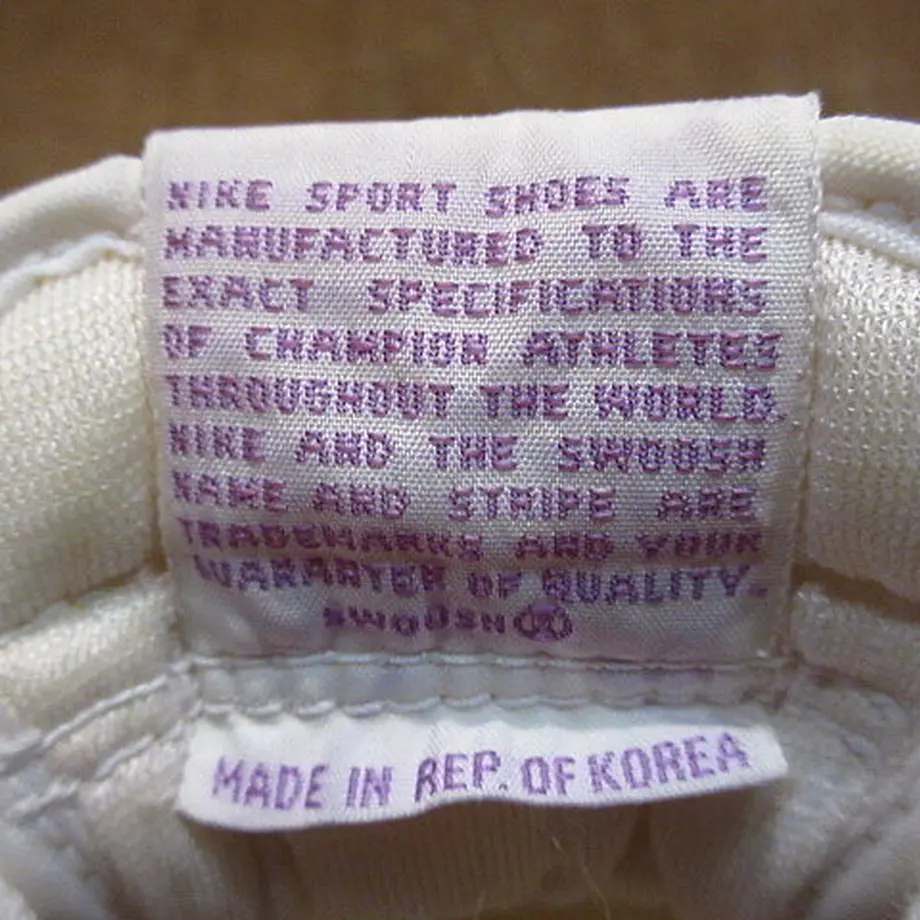 NIKE SPORT SHOES ARE
MANUFACTURED TO THE
EXACT SPECIFICATIONS
OF CHAMPION ATHLETES
THROUGHOUT THE WORLD.
NIKE AND THE SWOOSH
NAME AND STRIPE ARE
TRADEMARKS AND YOUR
GUARANTEE OF QUALITY.
SWOOSH®
MADE IN REP. OF KOREA